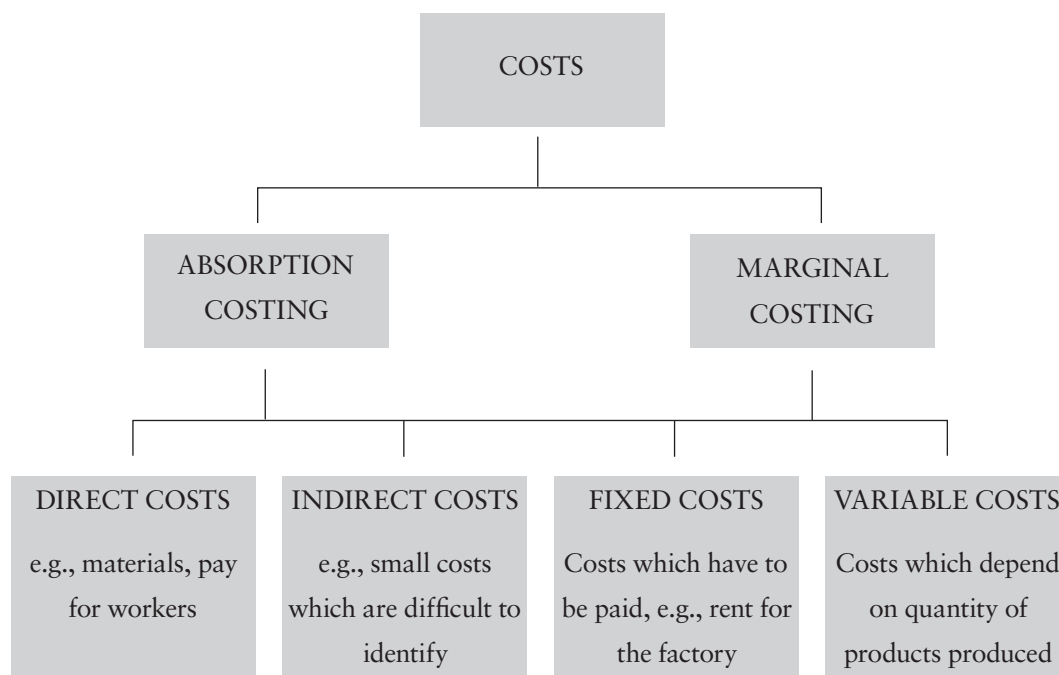 COSTS
ABSORPTION
COSTING
MARGINAL
COSTING
DIRECT COSTS
e.g., materials, pay
for workers
INDIRECT COSTS
e.g., small costs
which are difficult to
identify
FIXED COSTS
Costs which have to
be paid, e.g., rent for
the factory
VARIABLE COSTS
Costs which depend
on quantity of
products produced